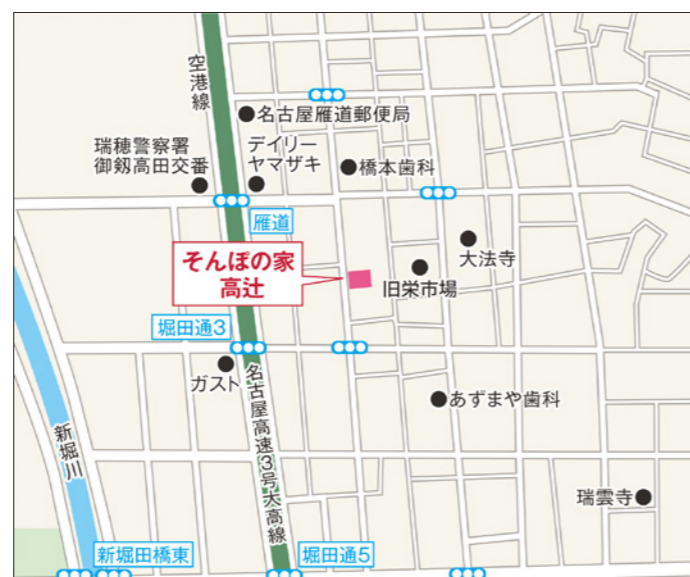 空港線
名古屋雁道郵便局
瑞穂警察署
御剱高田交番
デイリー
ヤマザキ
橋本歯科
雁道
大法寺
そんぽの家
高辻
旧栄市場
堀田通3
ガスト
名古屋高速3号大高線
あずまや歯科
新堀川
瑞雲寺
新堀田橋東
堀田通5